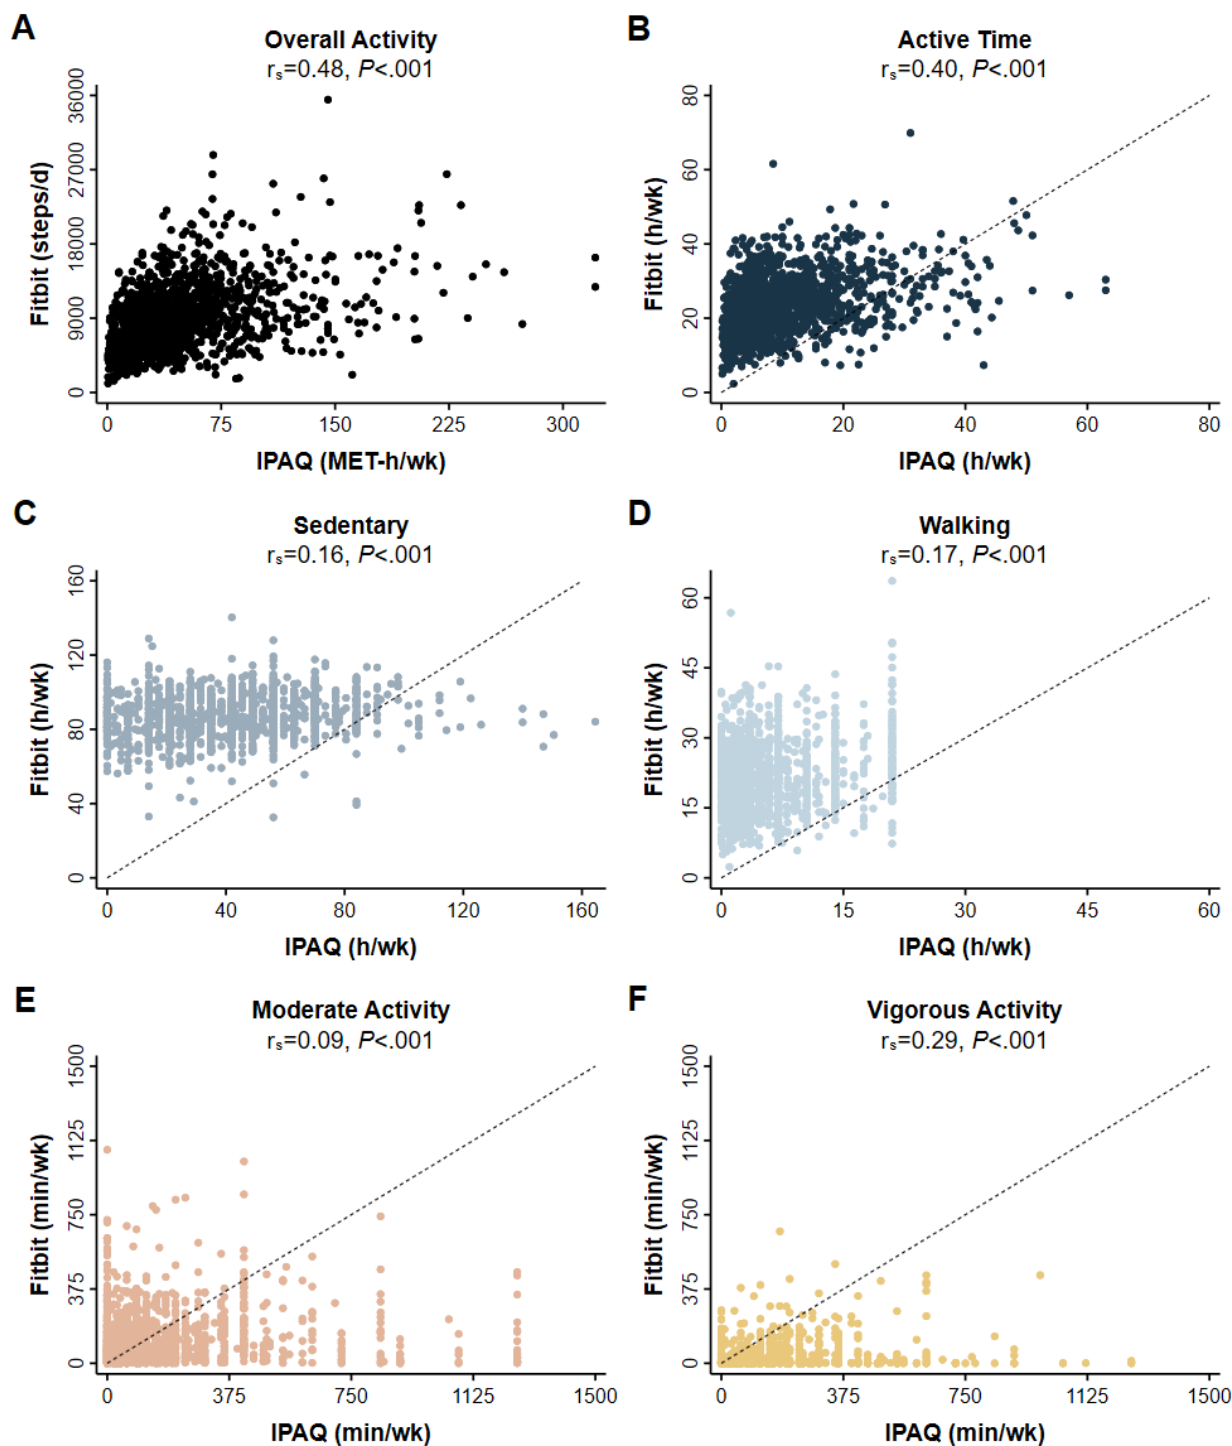 A
Overall Activity
rₛ=0.48, P<.001
36000
27000
18000
9000
0
Fitbit (steps/d)
0 75 150 225 300
IPAQ (MET-h/wk)
B
Active Time
rₛ=0.40, P<.001
80
60
40
20
0
Fitbit (h/wk)
0 20 40 60 80
IPAQ (h/wk)
C
Sedentary
rₛ=0.16, P<.001
160
120
80
40
0
Fitbit (h/wk)
0 40 80 120 160
IPAQ (h/wk)
D
Walking
rₛ=0.17, P<.001
60
45
30
15
0
Fitbit (h/wk)
0 15 30 45 60
IPAQ (h/wk)
E
Moderate Activity
rₛ=0.09, P<.001
1500
1125
750
375
0
Fitbit (min/wk)
0 375 750 1125 1500
IPAQ (min/wk)
F
Vigorous Activity
rₛ=0.29, P<.001
1500
1125
750
375
0
Fitbit (min/wk)
0 375 750 1125 1500
IPAQ (min/wk)